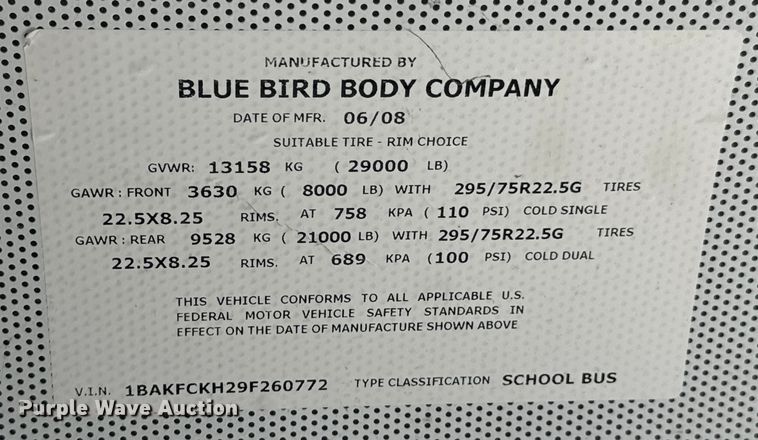 MANUFACTURED BY
BLUE BIRD BODY COMPANY
DATE OF MFR. 06/08
SUITABLE TIRE - RIM CHOICE
GVWR: 13158 KG ( 29000 LB)
GAWR : FRONT 3630 KG ( 8000 LB) WITH 295/75R22.5G TIRES
22.5X8.25 RIMS. AT 758 KPA ( 110 PSI) COLD SINGLE
GAWR : REAR 9528 KG ( 21000 LB) WITH 295/75R22.5G TIRES
22.5X8.25 RIMS. AT 689 KPA (100 PSI) COLD DUAL
THIS VEHICLE CONFORMS TO ALL APPLICABLE U.S.
FEDERAL MOTOR VEHICLE SAFETY STANDARDS IN
EFFECT ON THE DATE OF MANUFACTURE SHOWN ABOVE
V.I.N. 1BAKFCKH29F260772 TYPE CLASSIFICATION SCHOOL BUS
Purple Wave Auction